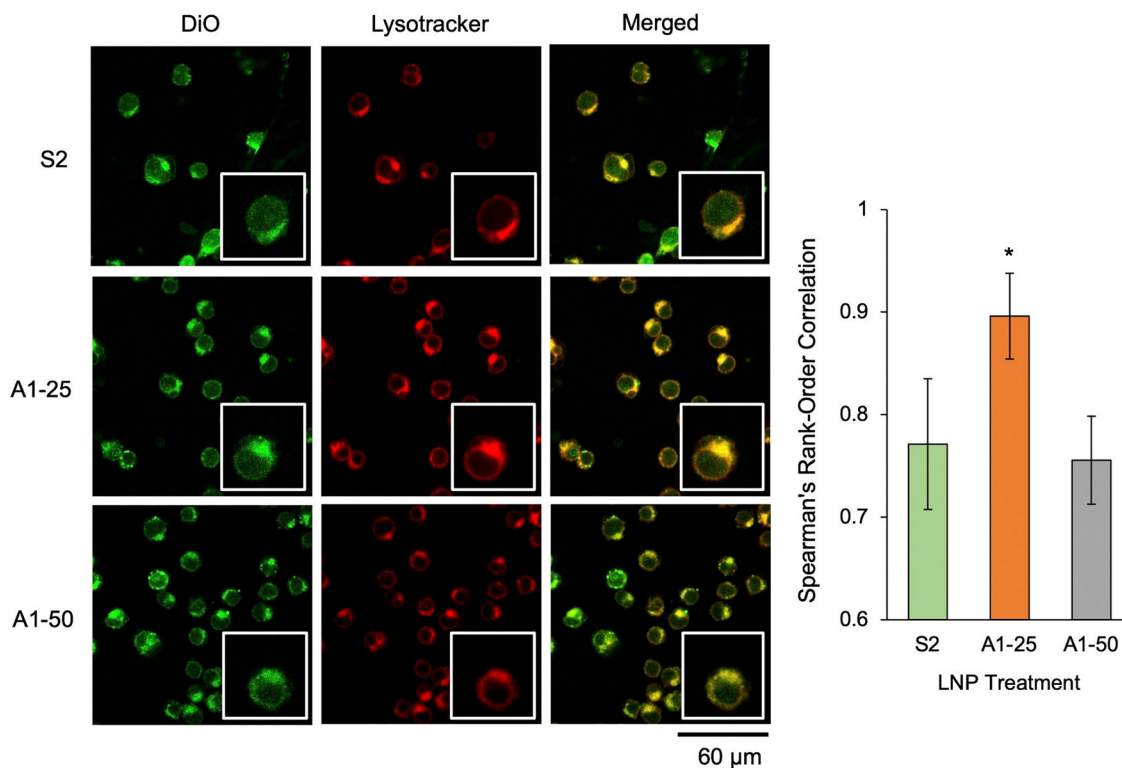 DiO Lysotracker Merged
S2
A1-25
A1-50
60 µm
Spearman's Rank-Order Correlation
1
0.9
0.8
0.7
0.6
*
S2 A1-25 A1-50
LNP Treatment